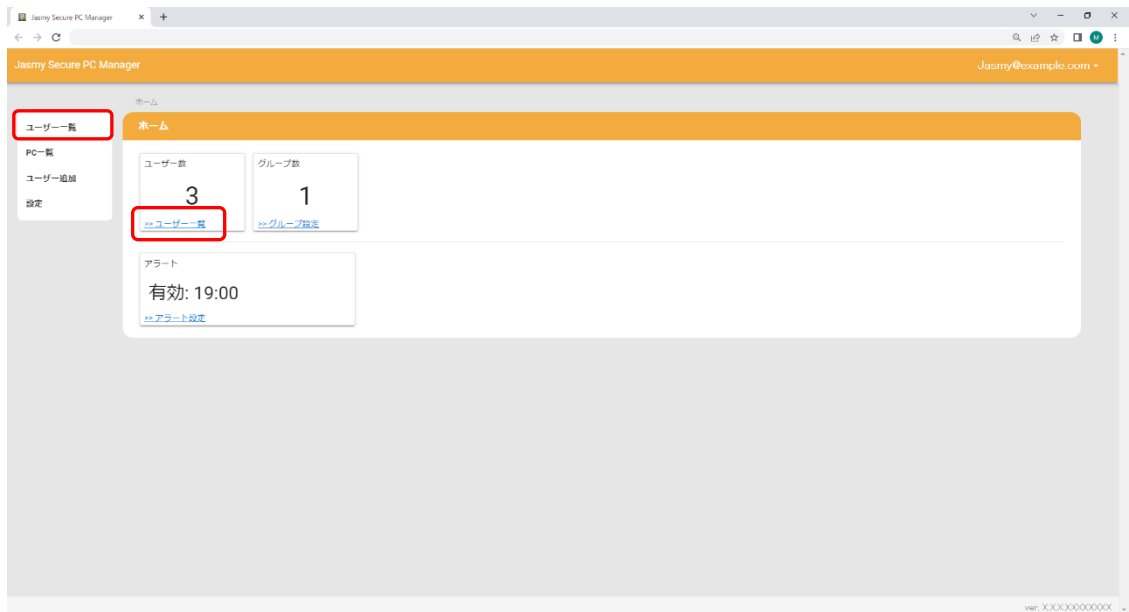 Jasmy Secure PC Manager
Jasmy Secure PC Manager
Jasmy@example.com
ホーム
ユーザー一覧
PC一覧
ユーザー追加
設定
ホーム
ユーザー数
3
>> ユーザー一覧
グループ数
1
>> グループ設定
アラート
有効: 19:00
>> アラート設定
M
ver. XXXXXXXXXXX